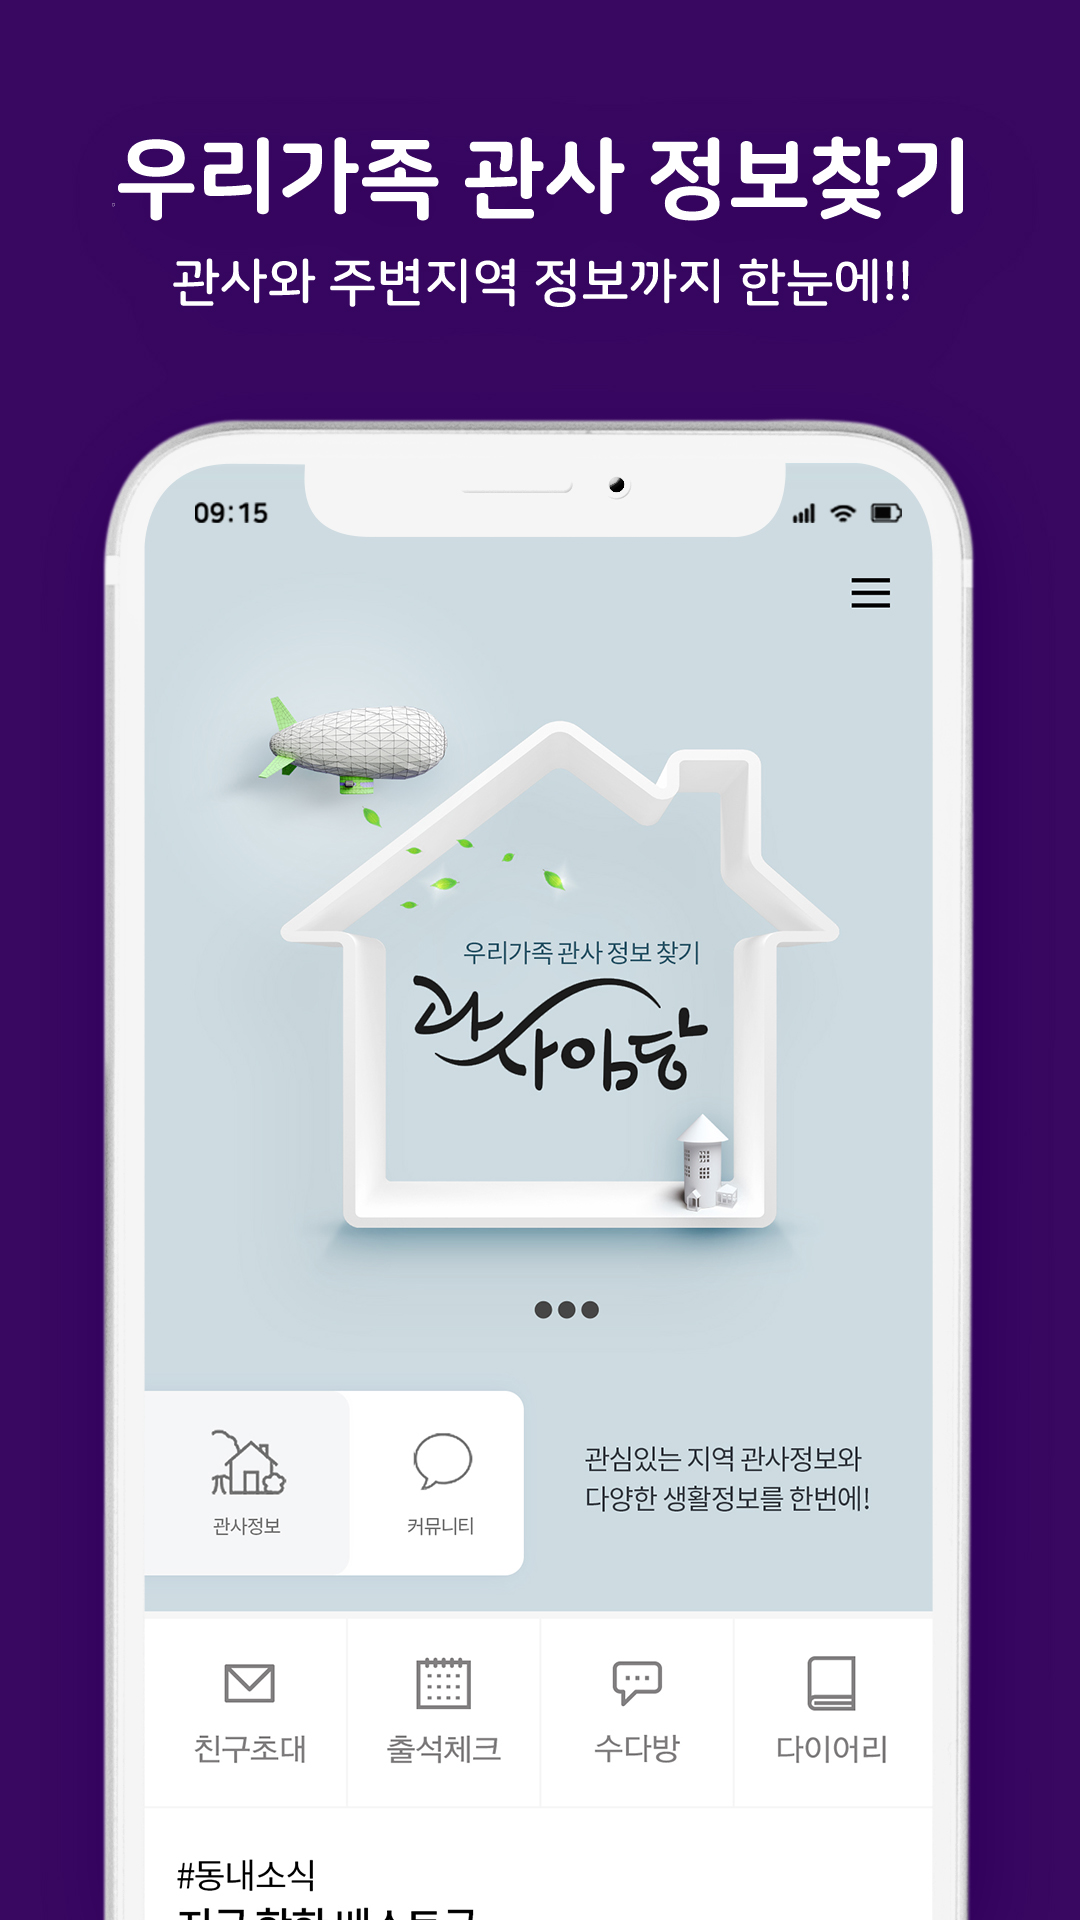 우리가족 관사 정보찾기
관사와 주변지역 정보까지 한눈에!!
09:15
우리가족 관사 정보 찾기
관사임당
관심있는 지역 관사정보와
다양한 생활정보를 한번에!
관사정보
커뮤니티
친구초대
출석체크
수다방
다이어리
#동내소식